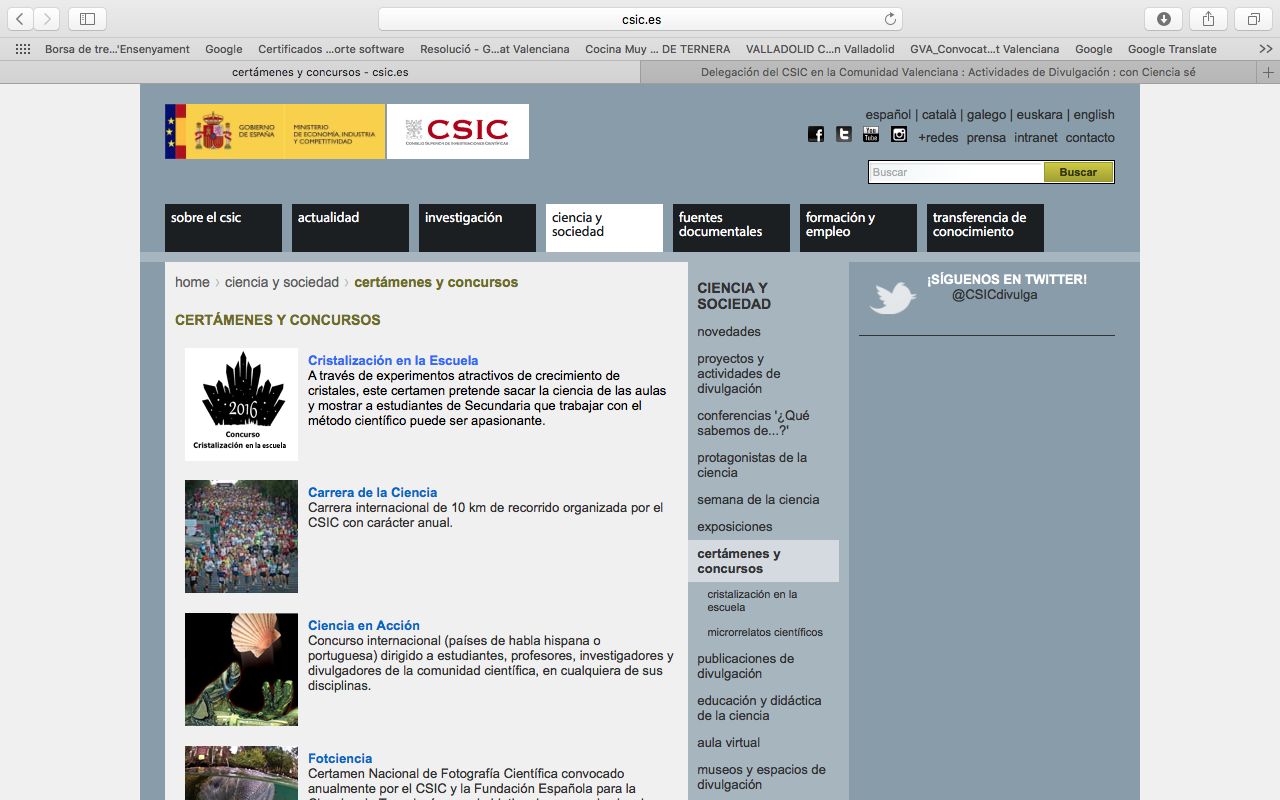 csic.es
Borsa de tre...'Ensenyament Google Certificados ...orte software Resolució - G...at Valenciana Cocina Muy ... DE TERNERA VALLADOLID C...n Valladolid GVA_Convocat...t Valenciana Google Google Translate
certámenes y concursos - csic.es
Delegación del CSIC en la Comunidad Valenciana : Actividades de Divulgación : con Ciencia sé
GOBIERNO
DE ESPAÑA
MINISTERIO
DE ECONOMÍA, INDUSTRIA
Y COMPETITIVIDAD
CSIC
CONSEJO SUPERIOR DE INVESTIGACIONES CIENTÍFICAS
español | català | galego | euskara | english
You
Tube
+redes prensa intranet contacto
Buscar Buscar
sobre el csic
actualidad
investigación
ciencia y
sociedad
fuentes
documentales
formación y
empleo
transferencia de
conocimiento
home › ciencia y sociedad › certámenes y concursos
CERTÁMENES Y CONCURSOS
2016
Concurso
Cristalización en la escuela
Cristalización en la Escuela
A través de experimentos atractivos de crecimiento de
cristales, este certamen pretende sacar la ciencia de las aulas
y mostrar a estudiantes de Secundaria que trabajar con el
método científico puede ser apasionante.
Carrera de la Ciencia
Carrera internacional de 10 km de recorrido organizada por el
CSIC con carácter anual.
Ciencia en Acción
Concurso internacional (países de habla hispana o
portuguesa) dirigido a estudiantes, profesores, investigadores y
divulgadores de la comunidad científica, en cualquiera de sus
disciplinas.
Fotciencia
Certamen Nacional de Fotografía Científica convocado
anualmente por el CSIC y la Fundación Española para la
CIENCIA Y
SOCIEDAD
novedades
proyectos y
actividades de
divulgación
conferencias '¿Qué
sabemos de...?'
protagonistas de la
ciencia
semana de la ciencia
exposiciones
certámenes y
concursos
cristalización en la
escuela
microrrelatos científicos
publicaciones de
divulgación
educación y didáctica
de la ciencia
aula virtual
museos y espacios de
divulgación
¡SÍGUENOS EN TWITTER!
@CSICdivulga